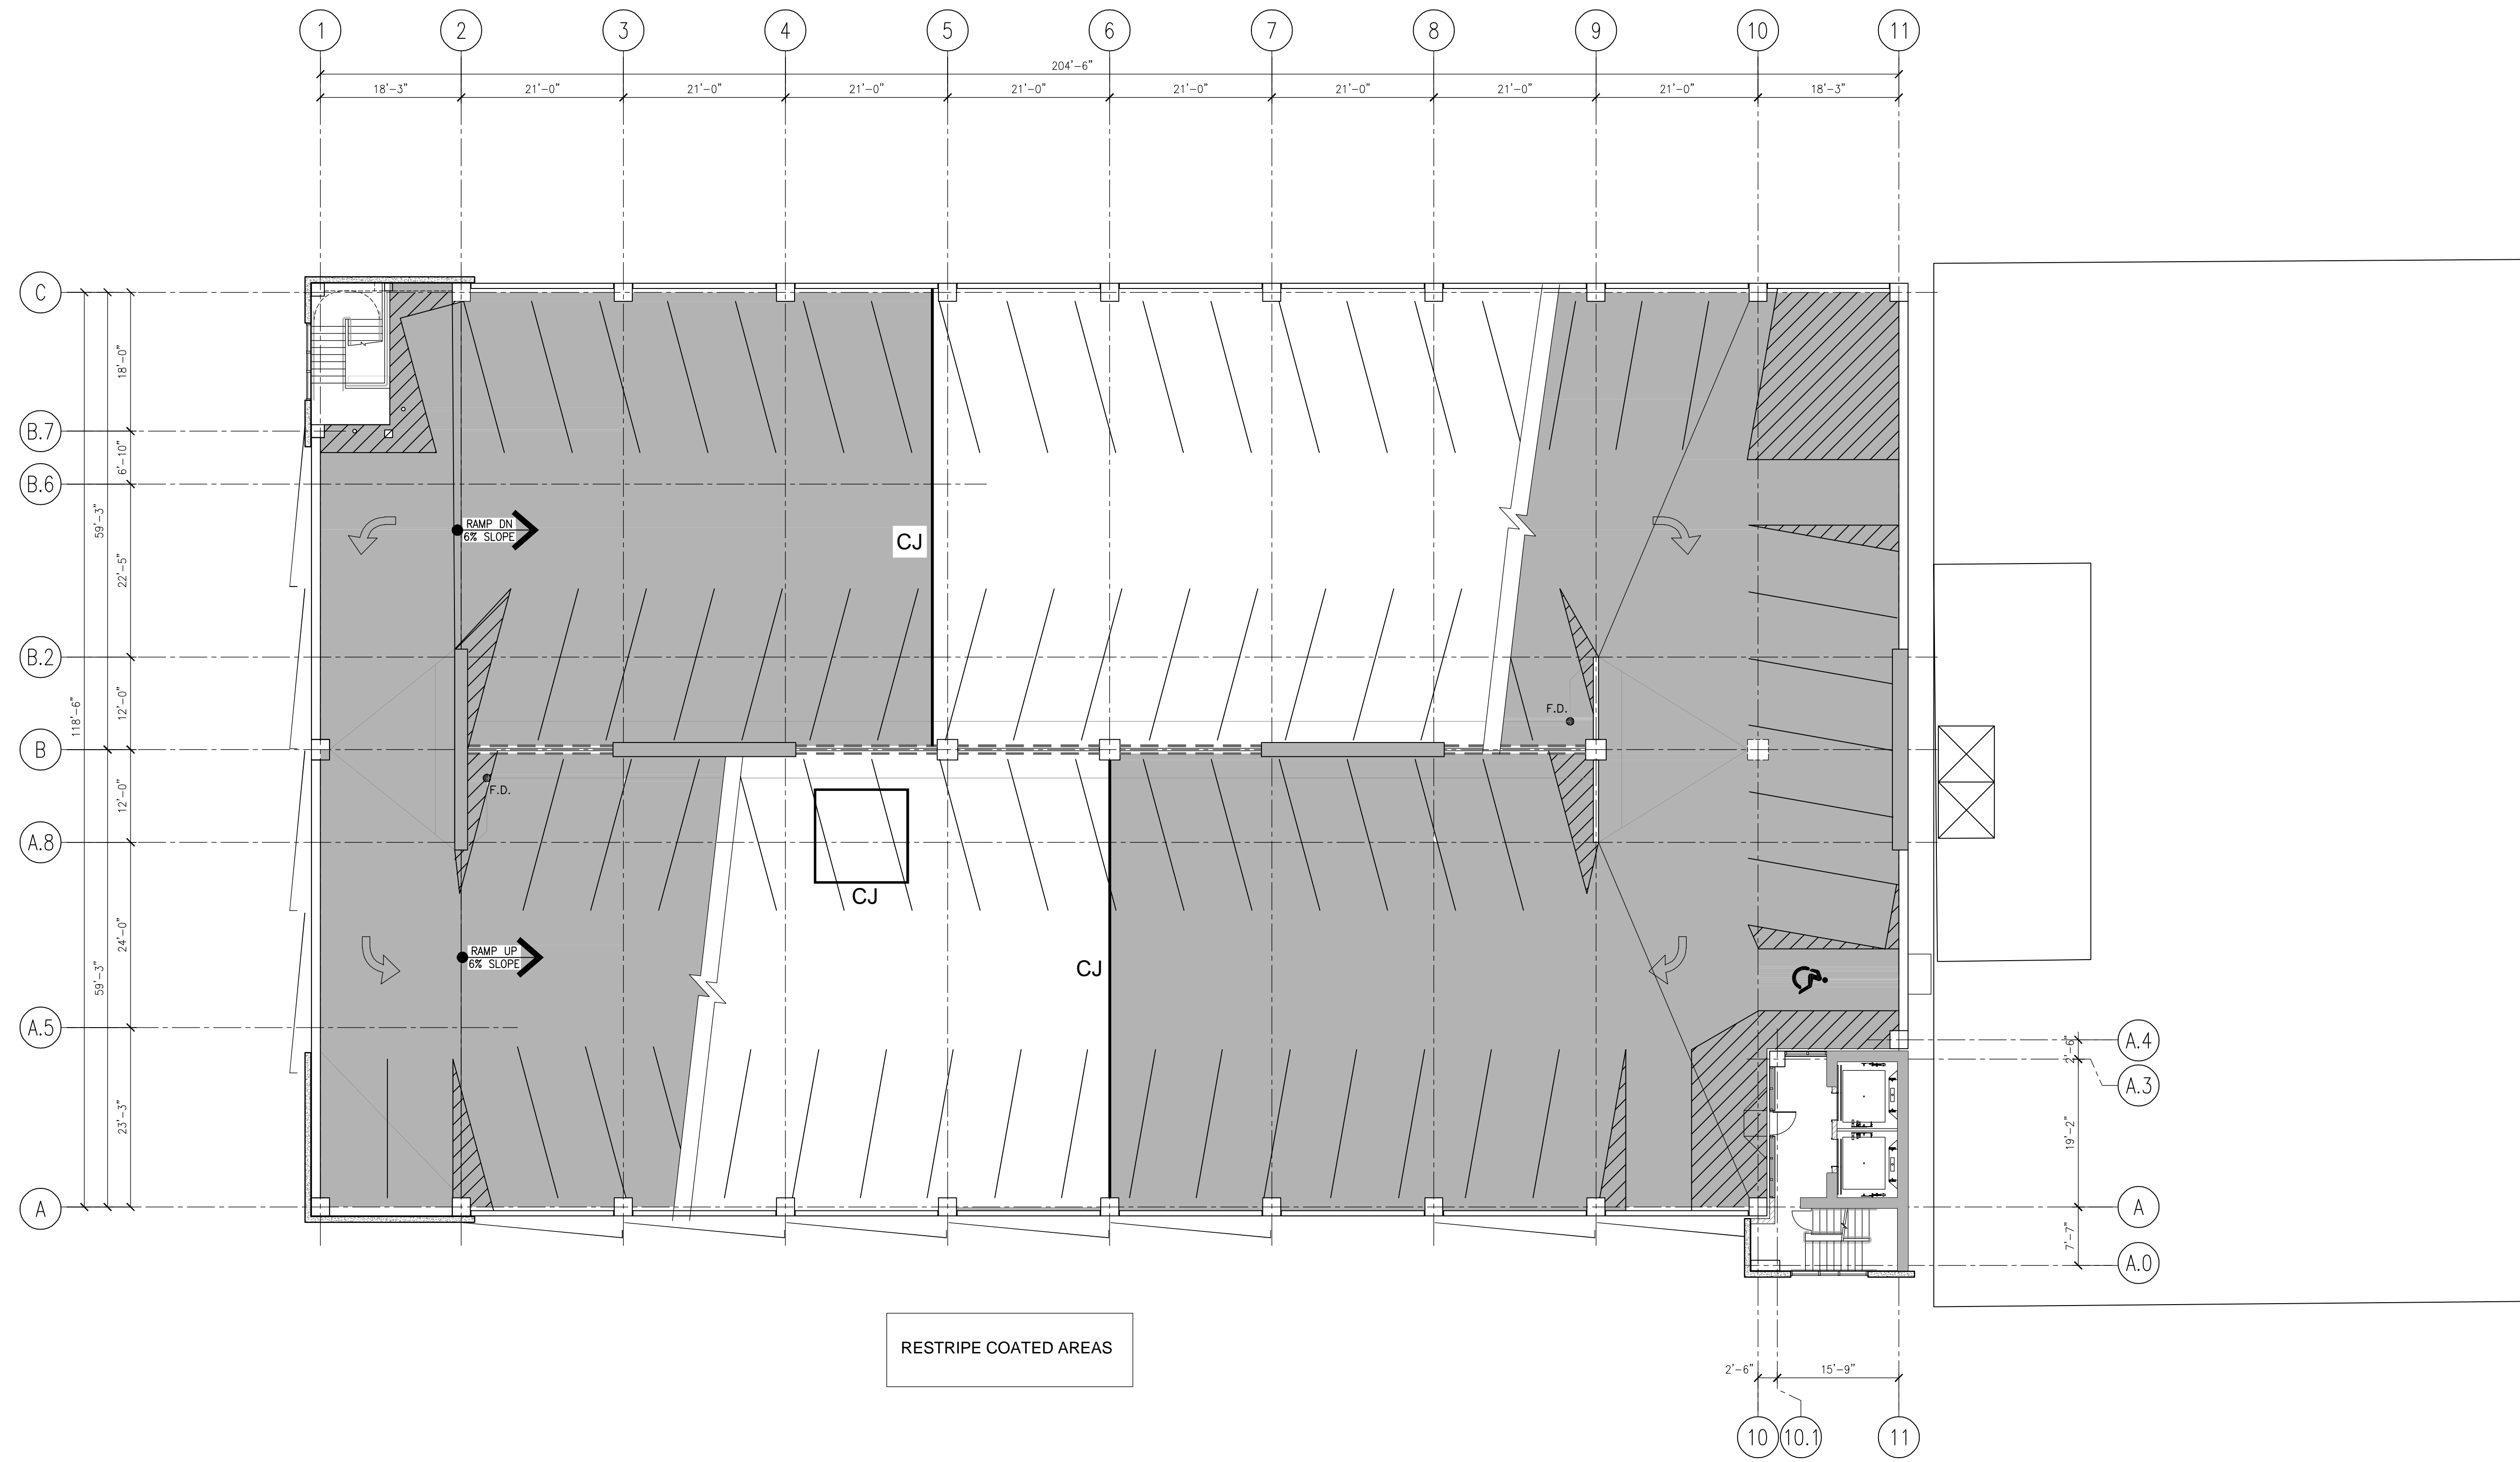 1 2 3 4 5 6 7 8 9 10 11
204'-6"
18'-3" 21'-0" 21'-0" 21'-0" 21'-0" 21'-0" 21'-0" 21'-0" 21'-0" 18'-3"
C
18'-0"
B.7
6'-10"
B.6
59'-3"
22'-5"
RAMP DN
6% SLOPE
CJ
B.2
12'-0"
118'-6"
F.D.
B
12'-0"
F.D.
A.8
CJ
24'-0"
RAMP UP
6% SLOPE
CJ
59'-3"
A.5
A.4
2'-6"
A.3
23'-3"
19'-2"
A
A
7'-7"
A.0
RESTRIPE COATED AREAS
2'-6" 15'-9"
10 10.1 11